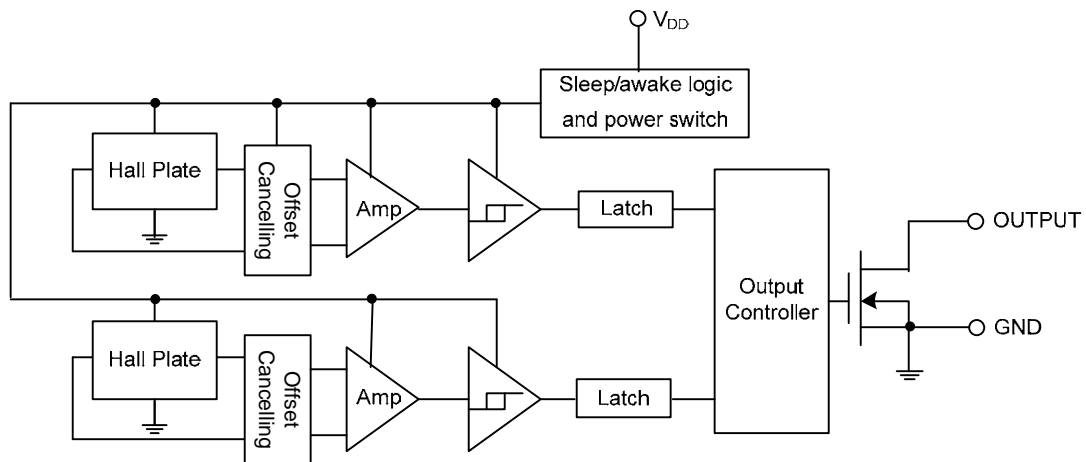 VDD
Sleep/awake logic
and power switch
Hall Plate
Offset
Cancelling
Amp
Latch
OUTPUT
Output
Controller
GND
Hall Plate
Offset
Cancelling
Amp
Latch